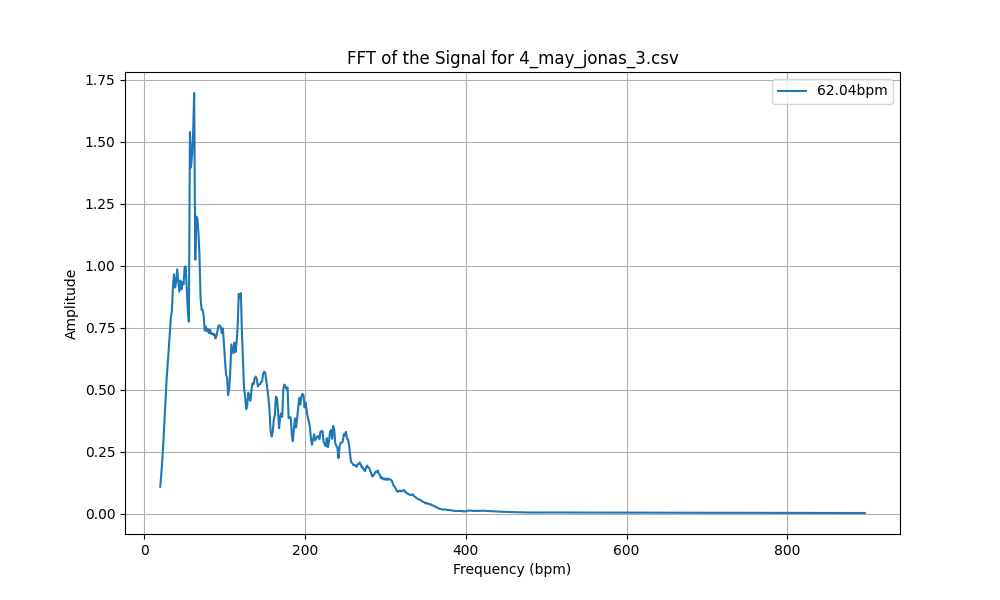 FFT of the Signal for 4_may_jonas_3.csv
62.04bpm
1.75
1.50
1.25
1.00
0.75
0.50
0.25
0.00
Amplitude
0 200 400 600 800
Frequency (bpm)